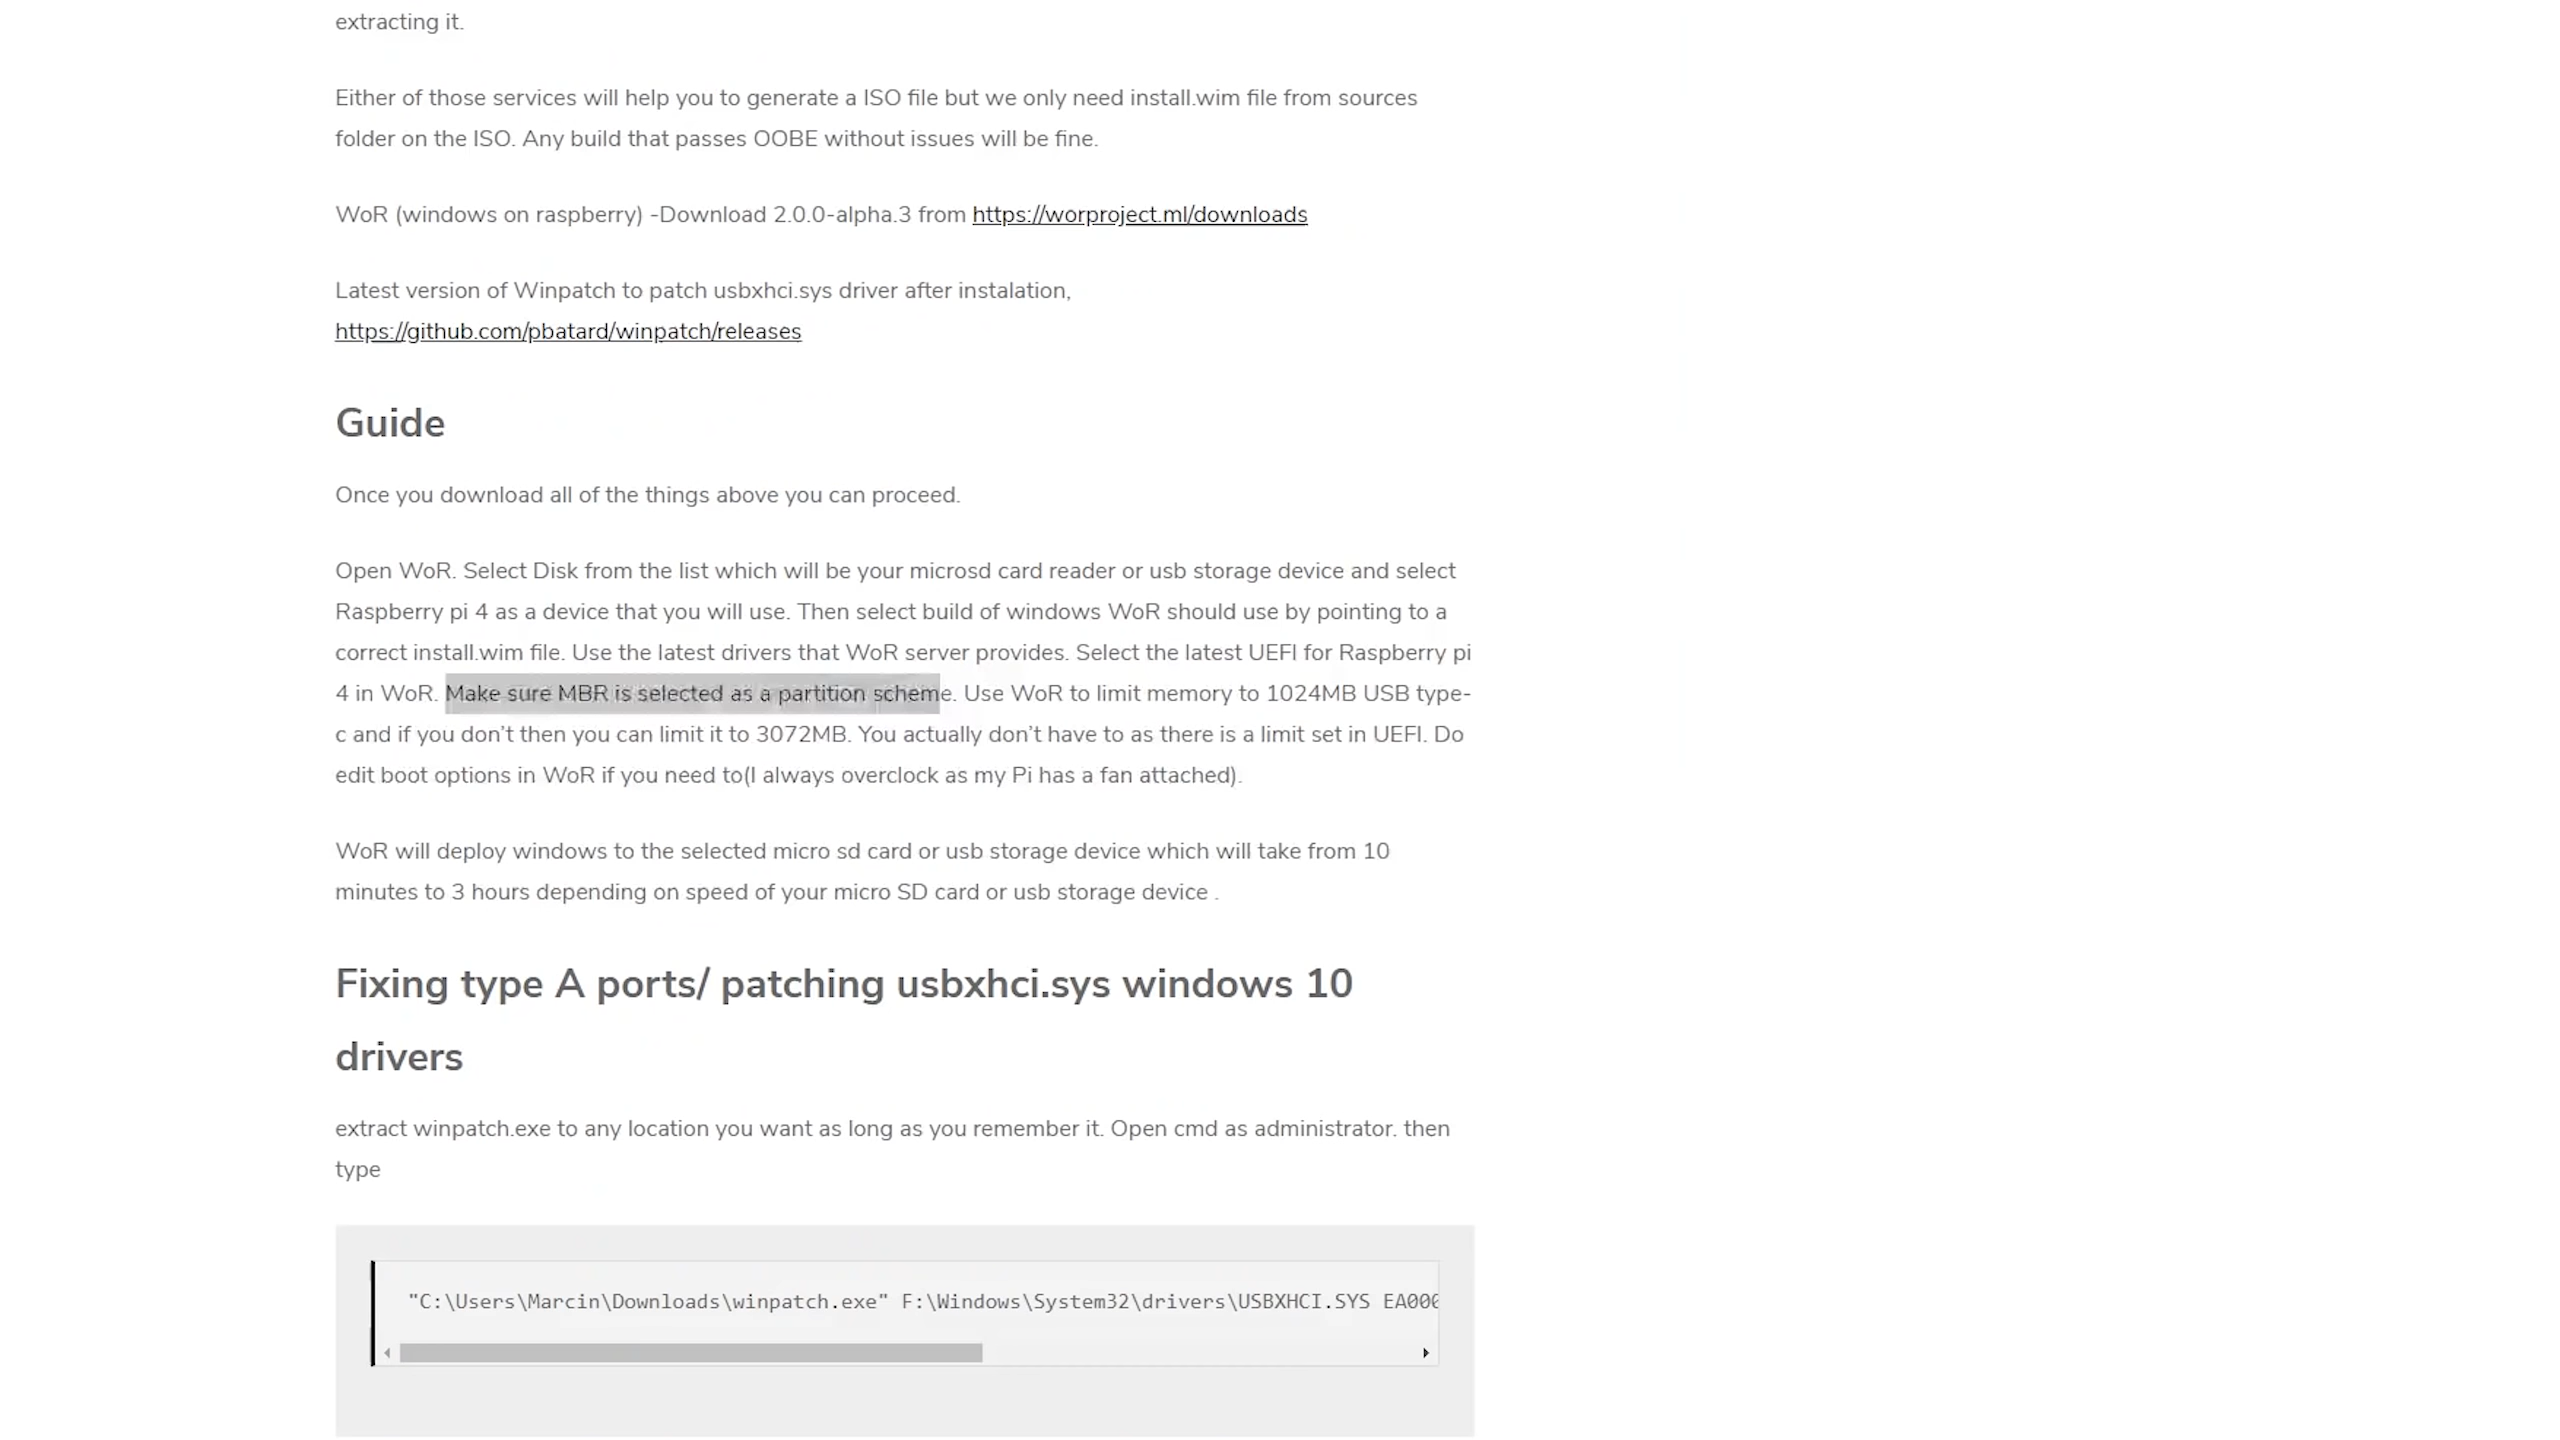 extracting it.
Either of those services will help you to generate a ISO file but we only need install.wim file from sources
folder on the ISO. Any build that passes OOBE without issues will be fine.
WoR (windows on raspberry) -Download 2.0.0-alpha.3 from https://worproject.ml/downloads
Latest version of Winpatch to patch usbxhci.sys driver after instalation,
https://github.com/pbatard/winpatch/releases
Guide
Once you download all of the things above you can proceed.
Open WoR. Select Disk from the list which will be your microsd card reader or usb storage device and select
Raspberry pi 4 as a device that you will use. Then select build of windows WoR should use by pointing to a
correct install.wim file. Use the latest drivers that WoR server provides. Select the latest UEFI for Raspberry pi
4 in WoR. Make sure MBR is selected as a partition scheme. Use WoR to limit memory to 1024MB USB type-
c and if you don’t then you can limit it to 3072MB. You actually don’t have to as there is a limit set in UEFI. Do
edit boot options in WoR if you need to(I always overclock as my Pi has a fan attached).
WoR will deploy windows to the selected micro sd card or usb storage device which will take from 10
minutes to 3 hours depending on speed of your micro SD card or usb storage device .
Fixing type A ports/ patching usbxhci.sys windows 10
drivers
extract winpatch.exe to any location you want as long as you remember it. Open cmd as administrator. then
type
"C:\Users\Marcin\Downloads\winpatch.exe" F:\Windows\System32\drivers\USBXHCI.SYS EA000